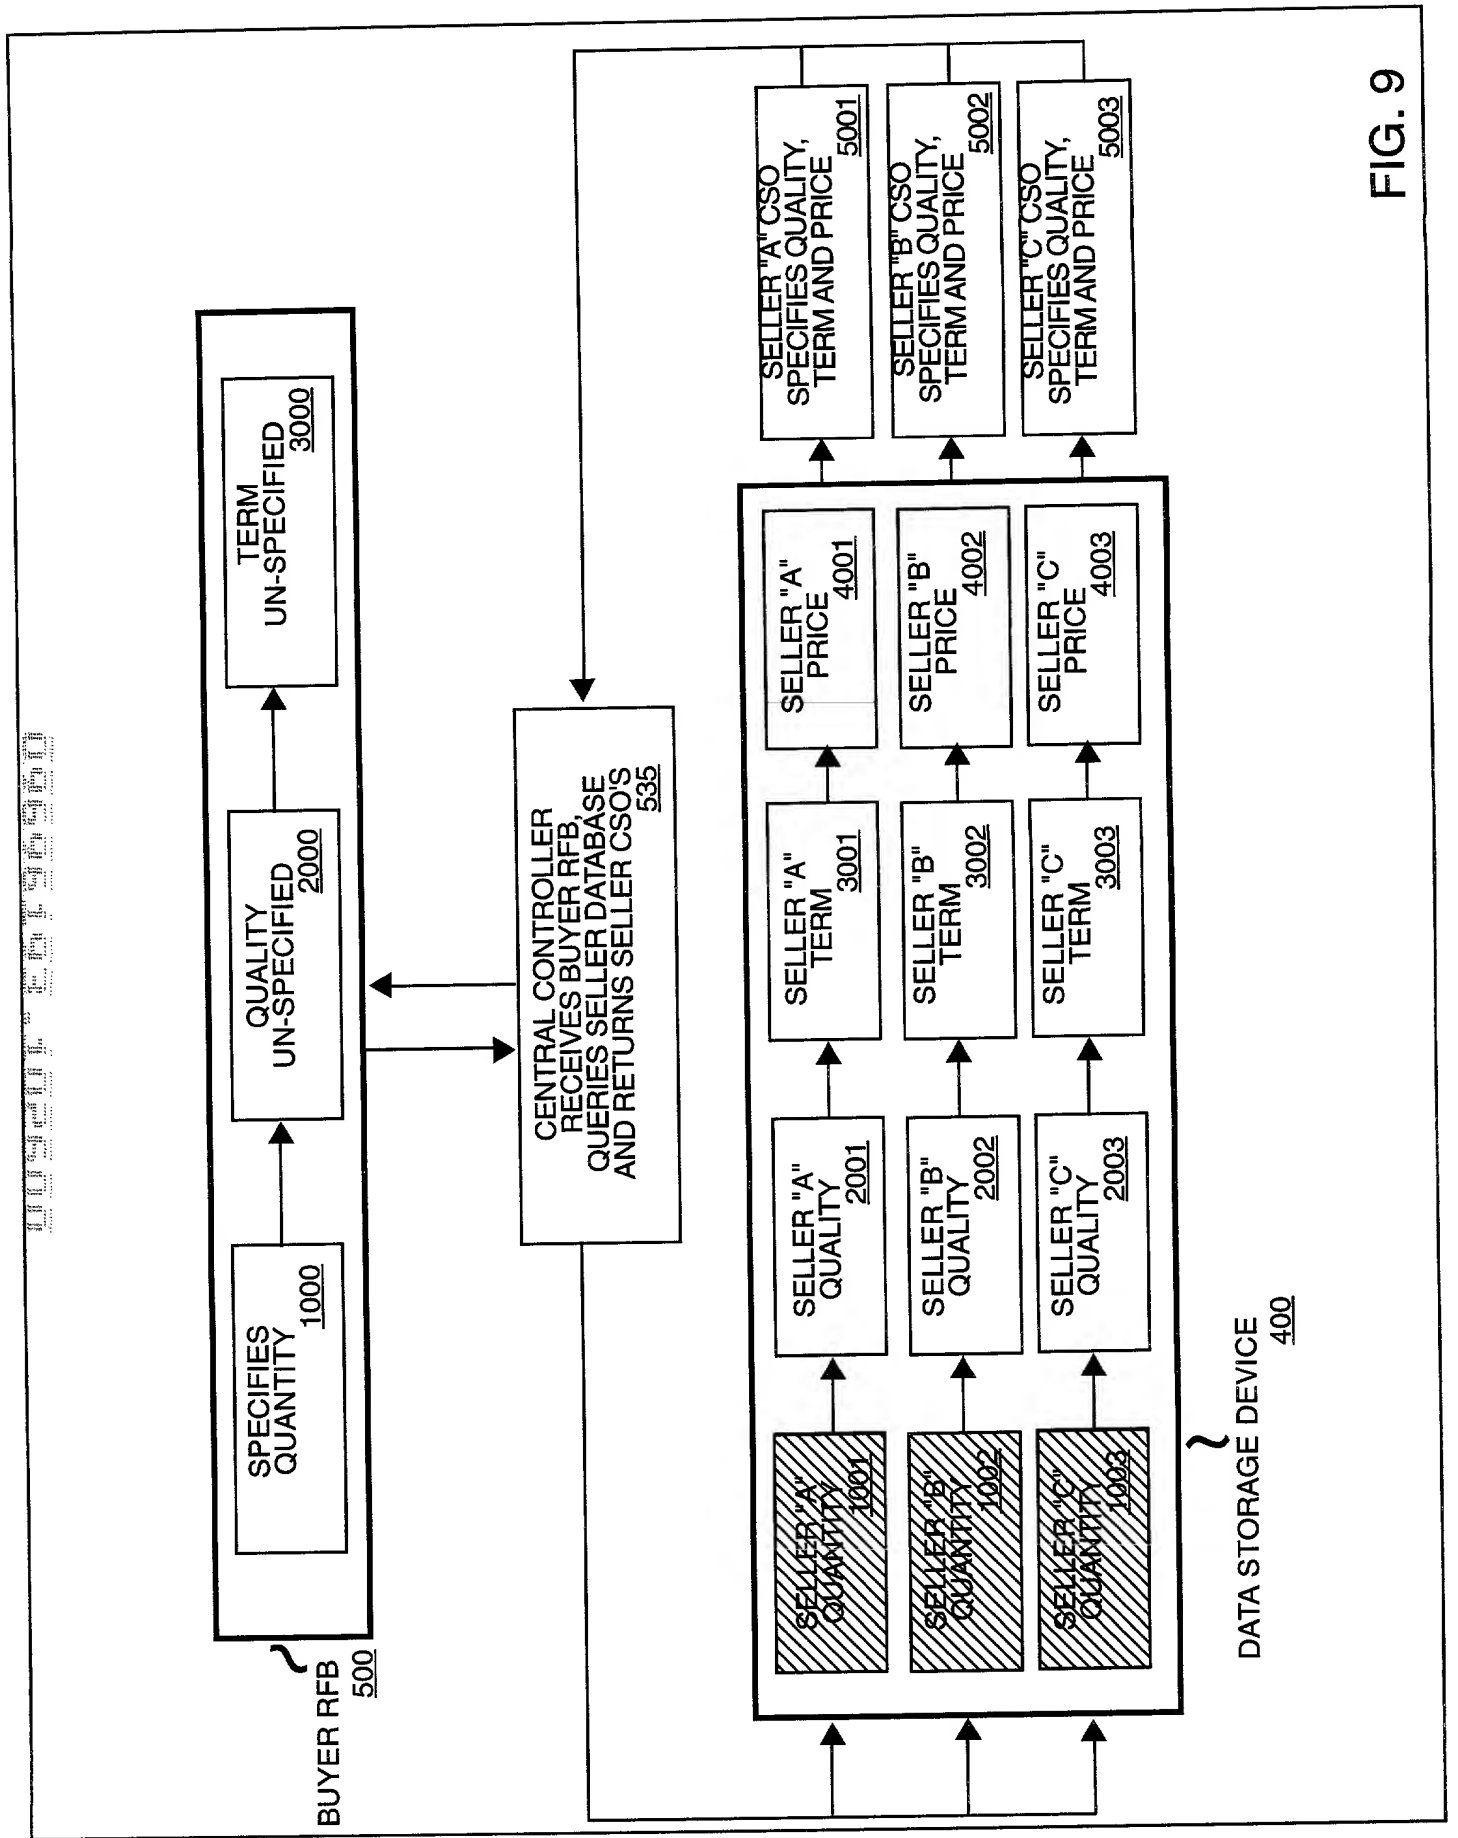 BUYER RFB
500
SPECIFIES
QUANTITY
1000
QUALITY
UN-SPECIFIED
2000
TERM
UN-SPECIFIED
3000
CENTRAL CONTROLLER
RECEIVES BUYER RFB,
QUERIES SELLER DATABASE
AND RETURNS SELLER CSO'S
535
SELLER "A"
QUANTITY
1001
SELLER "A"
QUALITY
2001
SELLER "A"
TERM
3001
SELLER "A"
PRICE
4001
SELLER "A" CSO
SPECIFIES QUALITY,
TERM AND PRICE
5001
SELLER "B"
QUANTITY
1002
SELLER "B"
QUALITY
2002
SELLER "B"
TERM
3002
SELLER "B"
PRICE
4002
SELLER "B" CSO
SPECIFIES QUALITY,
TERM AND PRICE
5002
SELLER "C"
QUANTITY
1003
SELLER "C"
QUALITY
2003
SELLER "C"
TERM
3003
SELLER "C"
PRICE
4003
SELLER "C" CSO
SPECIFIES QUALITY,
TERM AND PRICE
5003
DATA STORAGE DEVICE
400
FIG. 9